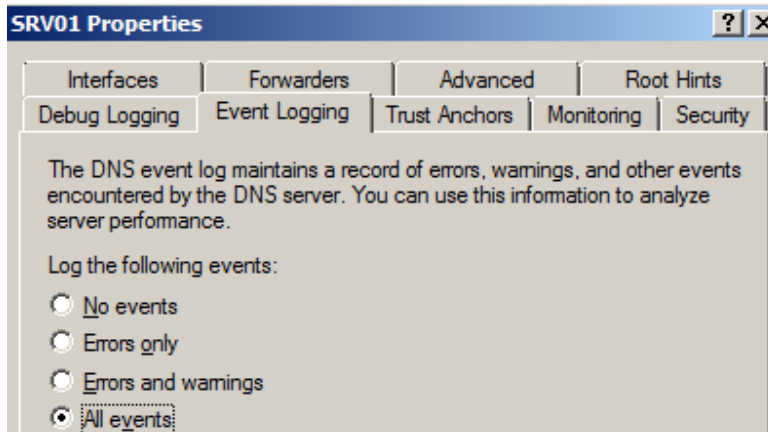 SRV01 Properties
Interfaces Forwarders Advanced Root Hints
Debug Logging Event Logging Trust Anchors Monitoring Security
The DNS event log maintains a record of errors, warnings, and other events
encountered by the DNS server. You can use this information to analyze
server performance.
Log the following events:
No events
Errors only
Errors and warnings
All events